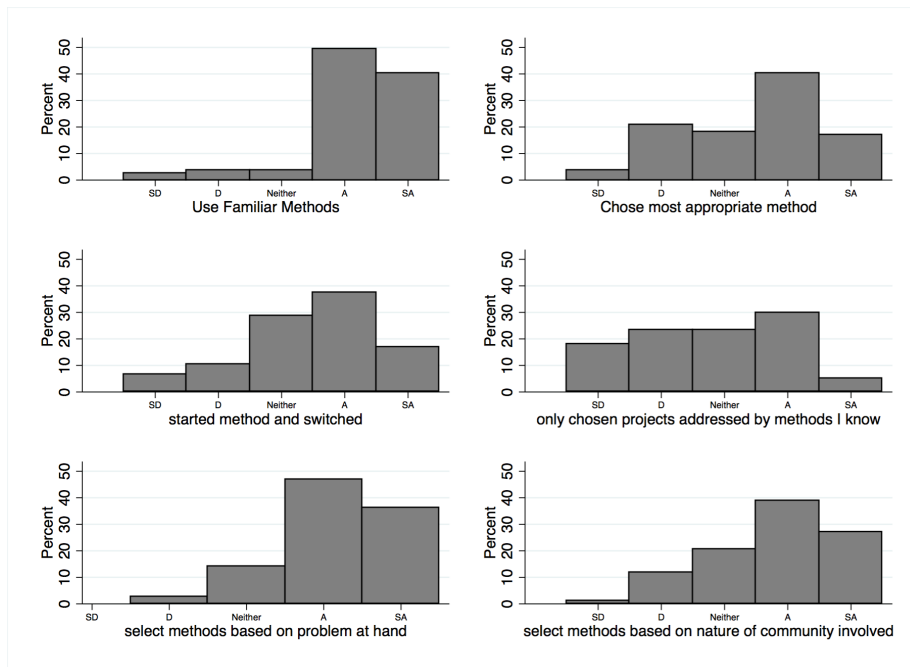 Percent
50
40
30
20
10
0
SD D Neither A SA
Use Familiar Methods
Percent
50
40
30
20
10
0
SD D Neither A SA
Chose most appropriate method
Percent
50
40
30
20
10
0
SD D Neither A SA
started method and switched
Percent
50
40
30
20
10
0
SD D Neither A SA
only chosen projects addressed by methods I know
Percent
50
40
30
20
10
0
SD D Neither A SA
select methods based on problem at hand
Percent
50
40
30
20
10
0
SD D Neither A SA
select methods based on nature of community involved